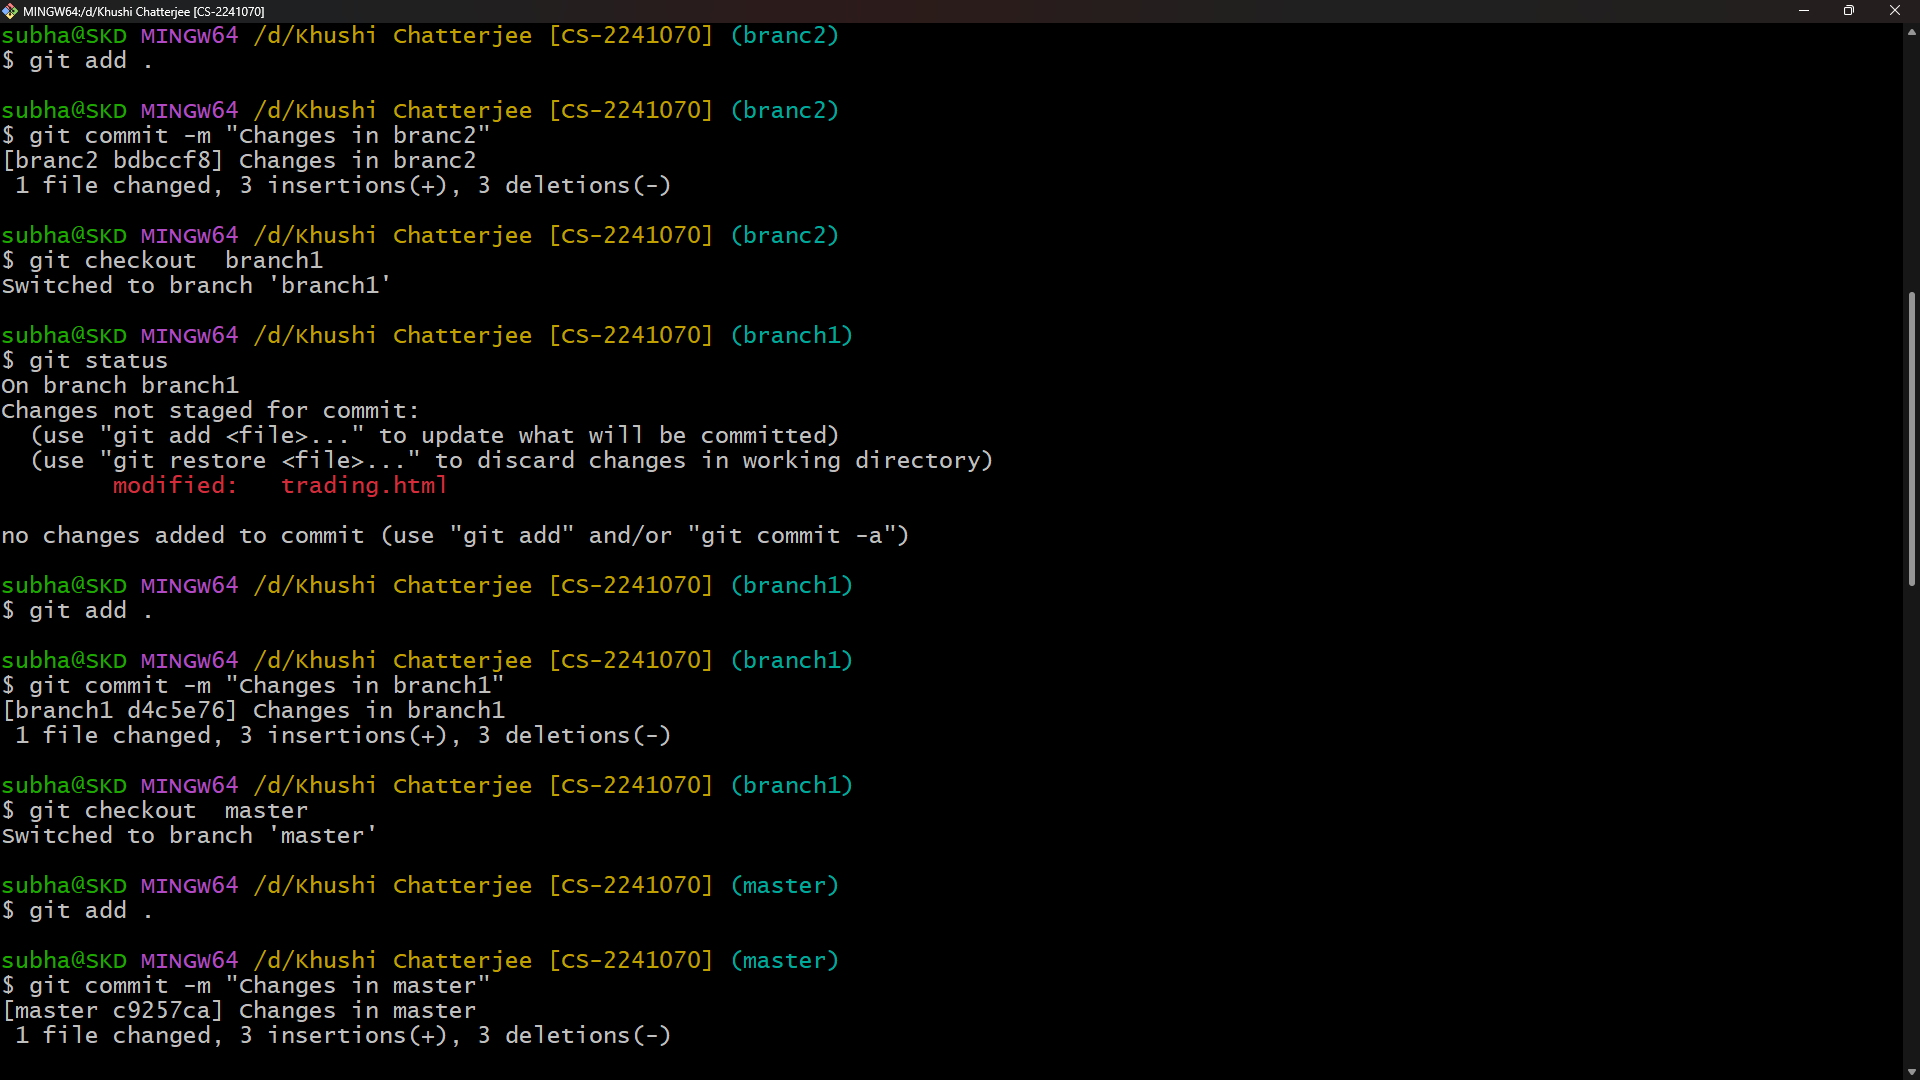 MINGW64:/d/Khushi Chatterjee [CS-2241070]
subha@SKD MINGW64 /d/Khushi Chatterjee [CS-2241070] (branc2)
$ git add .
subha@SKD MINGW64 /d/Khushi Chatterjee [CS-2241070] (branc2)
$ git commit -m "Changes in branc2"
[branc2 bdbccf8] Changes in branc2
 1 file changed, 3 insertions(+), 3 deletions(-)
subha@SKD MINGW64 /d/Khushi Chatterjee [CS-2241070] (branc2)
$ git checkout  branch1
Switched to branch 'branch1'
subha@SKD MINGW64 /d/Khushi Chatterjee [CS-2241070] (branch1)
$ git status
On branch branch1
Changes not staged for commit:
  (use "git add <file>..." to update what will be committed)
  (use "git restore <file>..." to discard changes in working directory)
        modified:   trading.html
no changes added to commit (use "git add" and/or "git commit -a")
subha@SKD MINGW64 /d/Khushi Chatterjee [CS-2241070] (branch1)
$ git add .
subha@SKD MINGW64 /d/Khushi Chatterjee [CS-2241070] (branch1)
$ git commit -m "Changes in branch1"
[branch1 d4c5e76] Changes in branch1
 1 file changed, 3 insertions(+), 3 deletions(-)
subha@SKD MINGW64 /d/Khushi Chatterjee [CS-2241070] (branch1)
$ git checkout  master
Switched to branch 'master'
subha@SKD MINGW64 /d/Khushi Chatterjee [CS-2241070] (master)
$ git add .
subha@SKD MINGW64 /d/Khushi Chatterjee [CS-2241070] (master)
$ git commit -m "Changes in master"
[master c9257ca] Changes in master
 1 file changed, 3 insertions(+), 3 deletions(-)